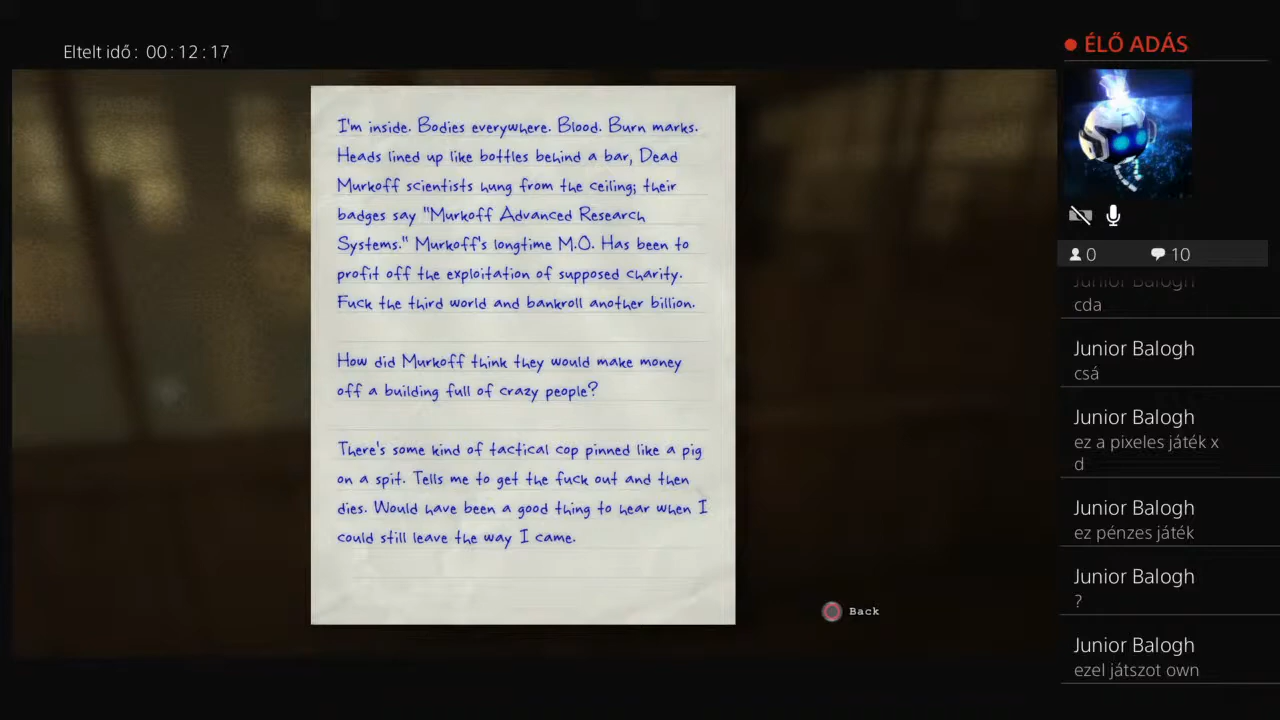 Eltelt idő: 00:12:17
I'm inside. Bodies everywhere. Blood. Burn marks.
Heads lined up like bottles behind a bar, Dead
Murkoff scientists hung from the ceiling; their
badges say "Murkoff Advanced Research
Systems." Murkoff's longtime M.O. Has been to
profit off the exploitation of supposed charity.
Fuck the third world and bankroll another billion.
How did Murkoff think they would make money
off a building full of crazy people?
There's some kind of tactical cop pinned like a pig
on a spit. Tells me to get the fuck out and then
dies. Would have been a good thing to hear when I
could still leave the way I came.
Back
ÉLŐ ADÁS
0
10
Junior Balogh
cda
Junior Balogh
csá
Junior Balogh
ez a pixeles játék x
d
Junior Balogh
ez pénzes játék
Junior Balogh
?
Junior Balogh
ezel játszot own